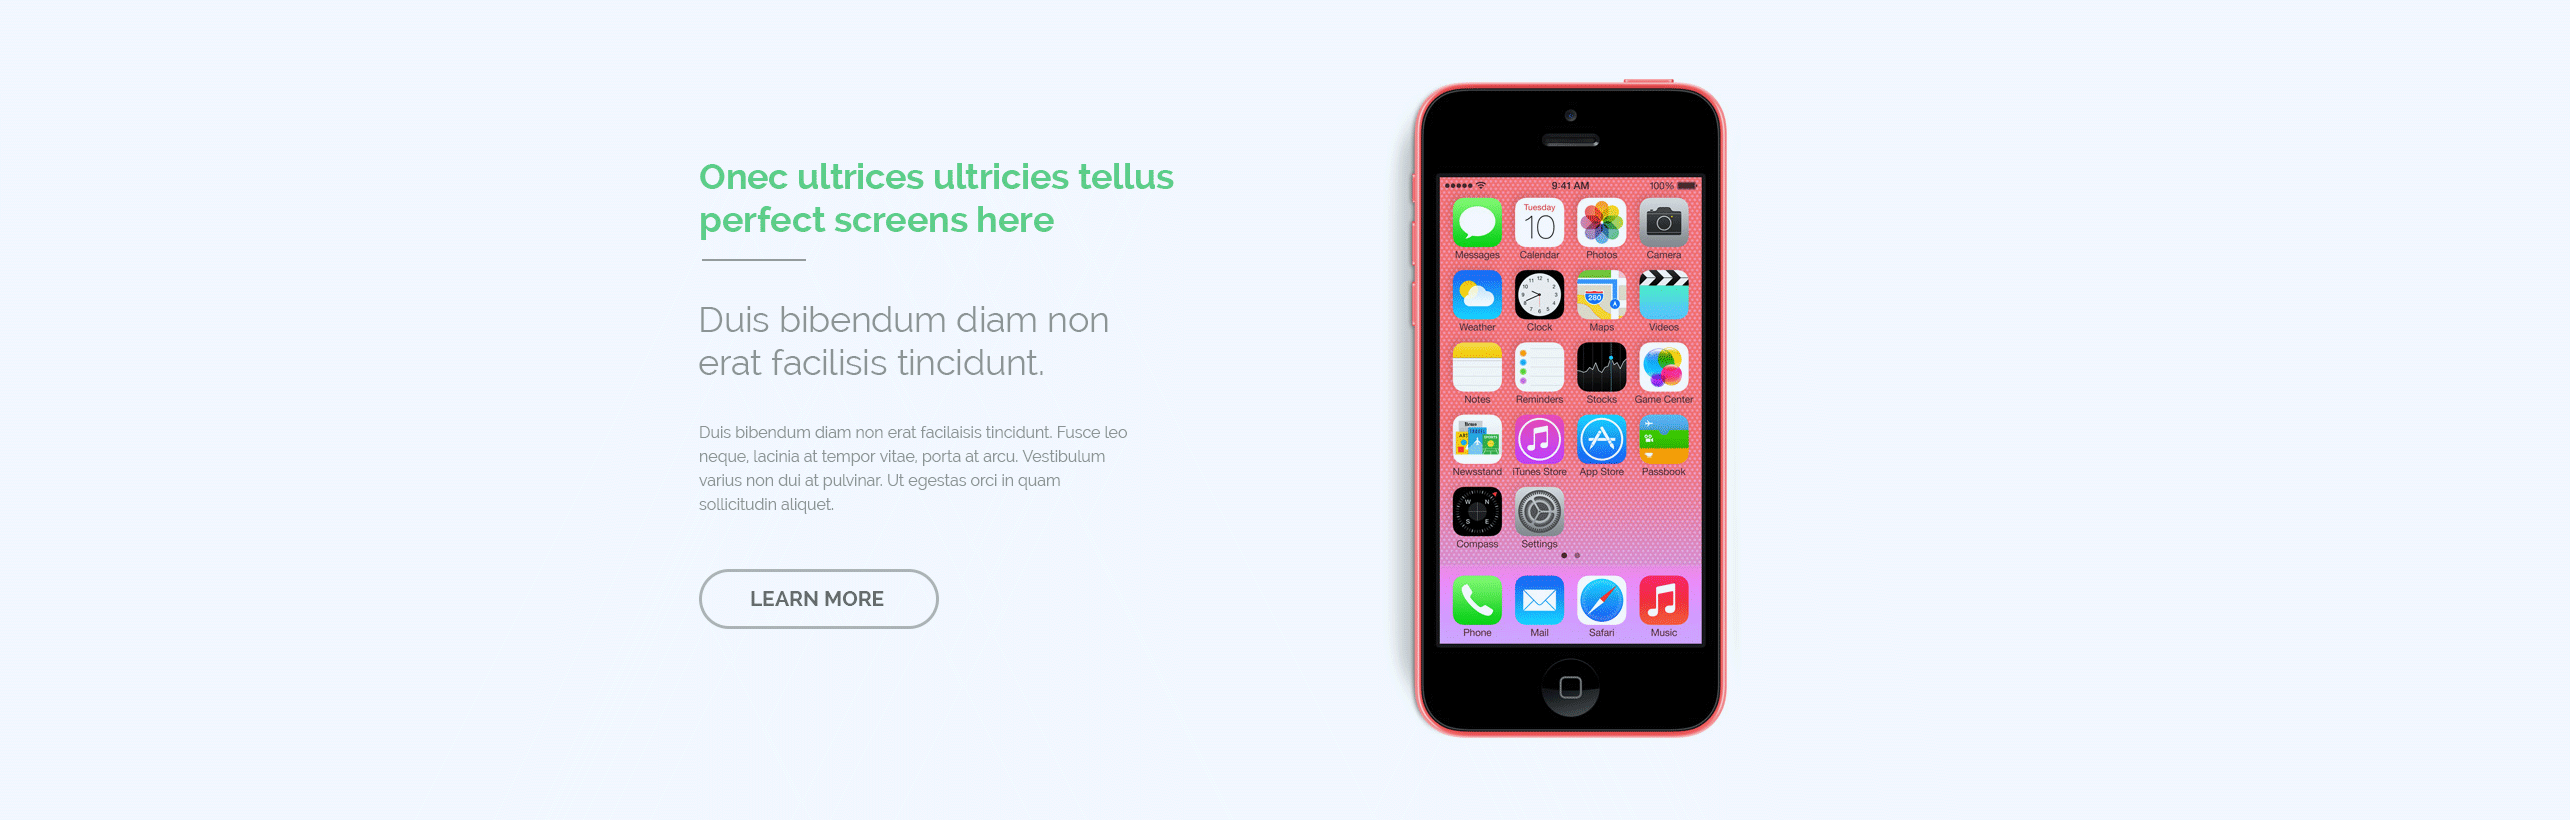 Onec ultrices ultricies tellus
perfect screens here
Duis bibendum diam non
erat facilisis tincidunt.
Duis bibendum diam non erat facilaisis tincidunt. Fusce leo
neque, lacinia at tempor vitae, porta at arcu. Vestibulum
varius non dui at pulvinar. Ut egestas orci in quam
sollicitudin aliquet.
LEARN MORE
9:41 AM 100%
Tuesday
10
Messages Calendar Photos Camera
280
Weather Clock Maps Videos
Notes Reminders Stocks Game Center
Newsstand iTunes Store App Store Passbook
W N
S E
Compass Settings
Phone Mail Safari Music